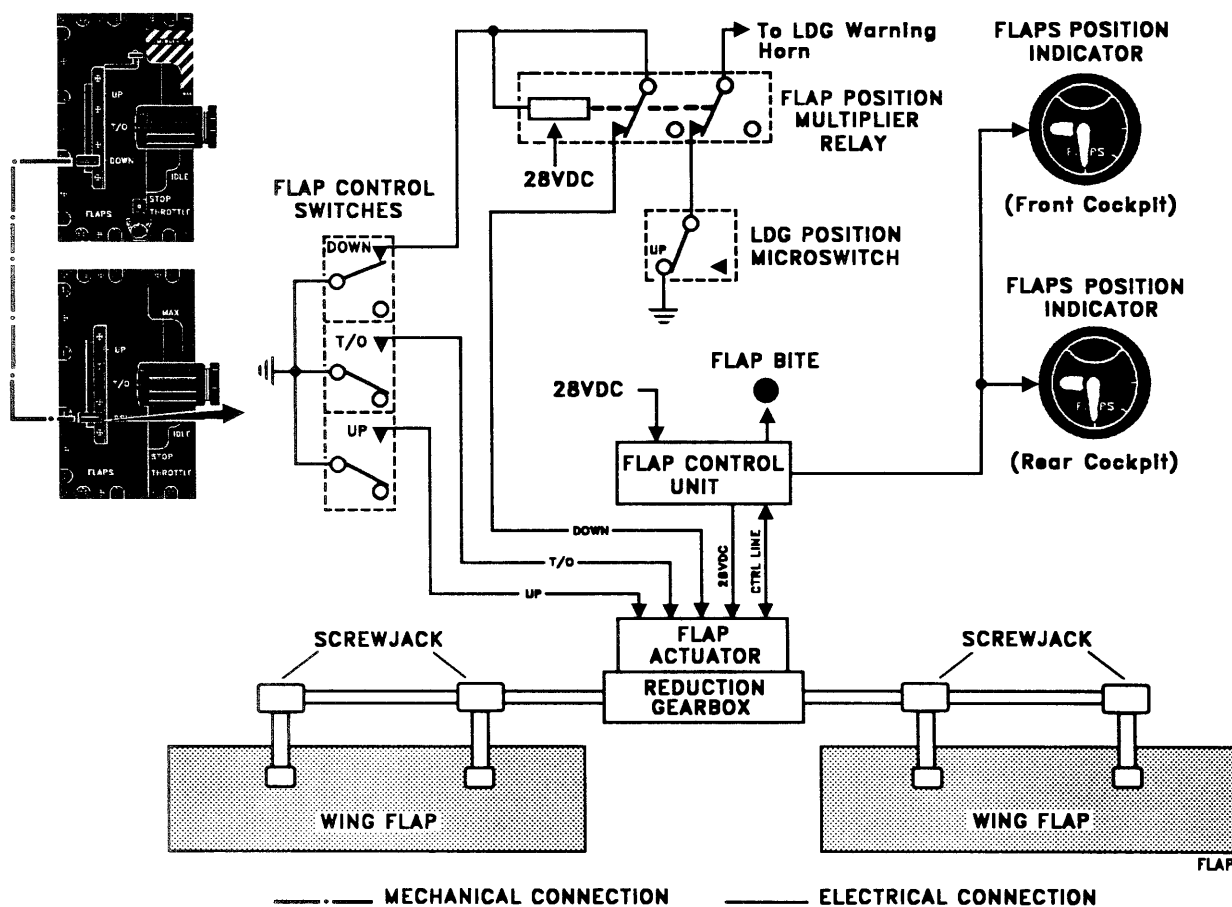 UP
T/O
DOWN
IDLE
STOP
THROTTLE
FLAPS
MAX
UP
T/O
IDLE
STOP
THROTTLE
FLAPS
FLAP CONTROL
SWITCHES
DOWN
T/O
UP
To LDG Warning
Horn
FLAP POSITION
MULTIPLIER
RELAY
28VDC
LDG POSITION
MICROSWITCH
UP
FLAPS POSITION
INDICATOR
(Front Cockpit)
FLAPS POSITION
INDICATOR
(Rear Cockpit)
FLAP BITE
28VDC
FLAP CONTROL
UNIT
DOWN
T/O
UP
28VDC
CTRL LINE
FLAP
ACTUATOR
REDUCTION
GEARBOX
SCREWJACK
SCREWJACK
WING FLAP
WING FLAP
FLAP
MECHANICAL CONNECTION
ELECTRICAL CONNECTION